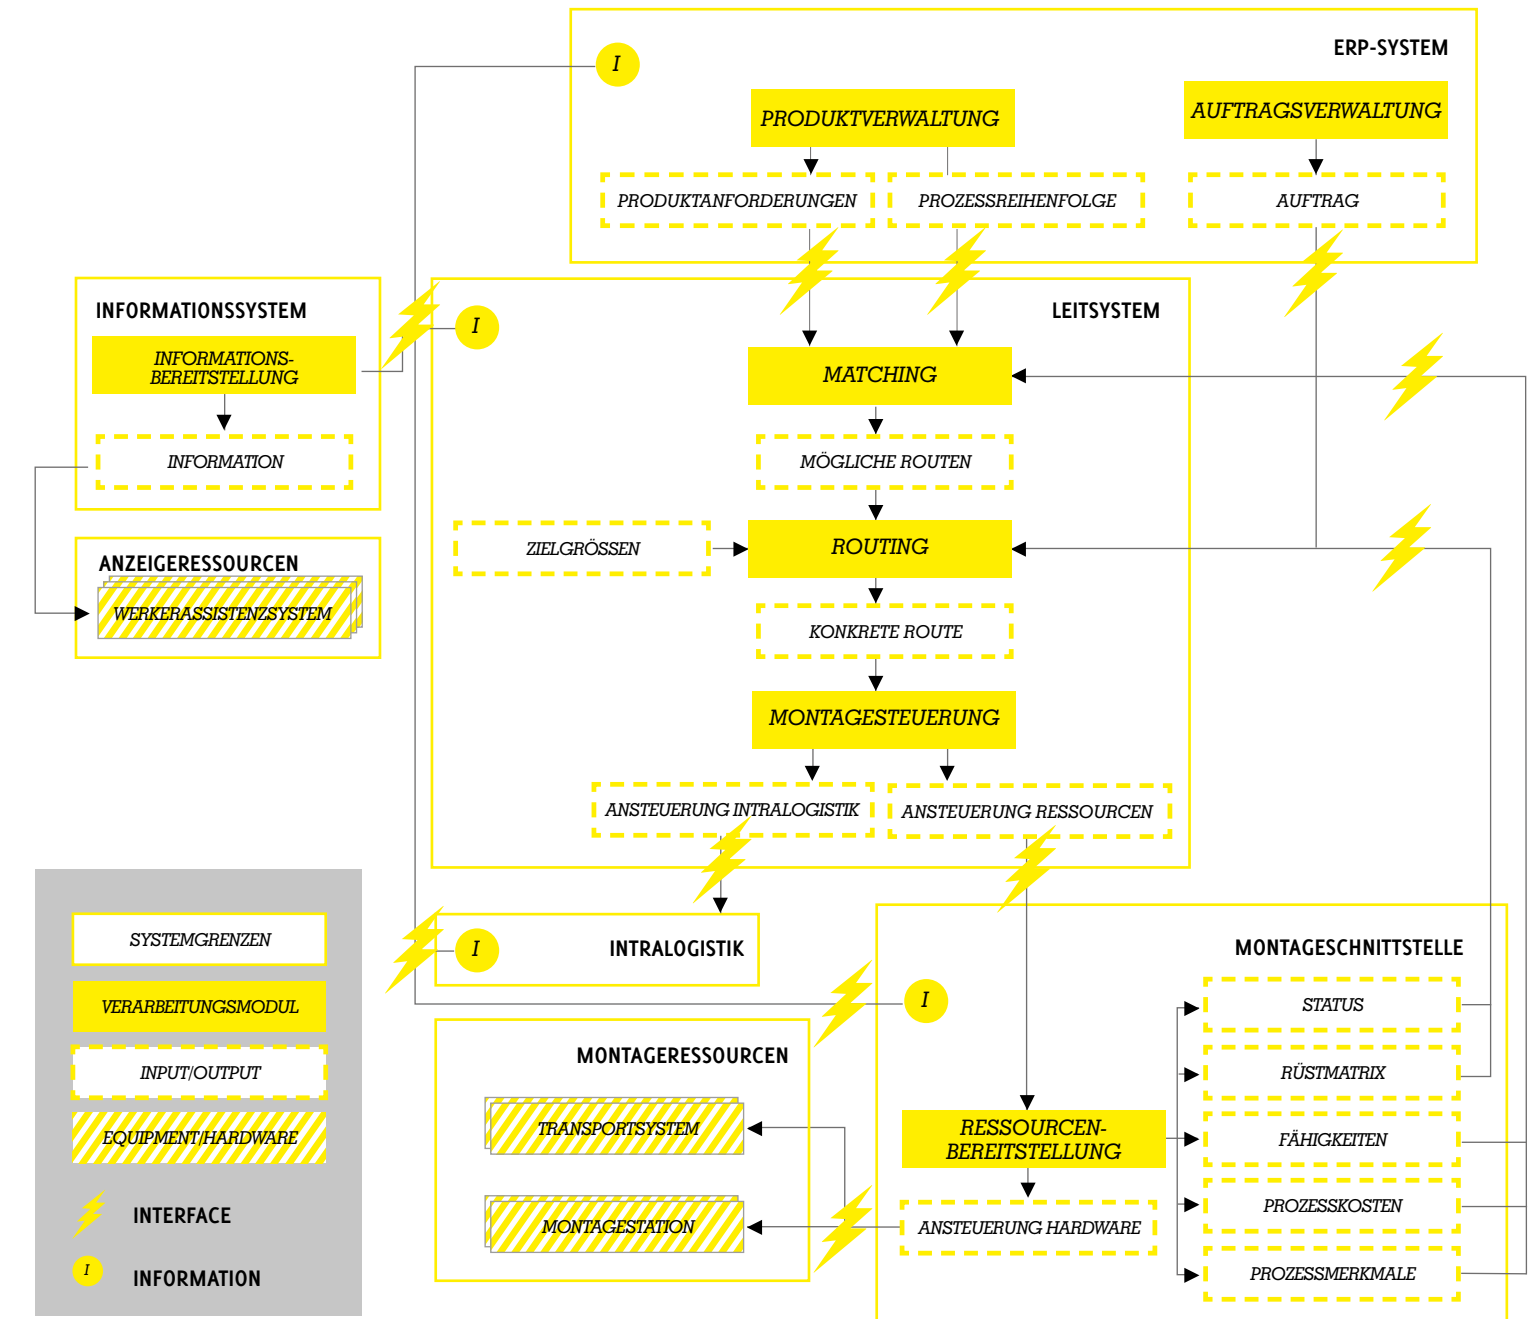 ERP-SYSTEM
I
PRODUKTVERWALTUNG
AUFTRAGSVERWALTUNG
PRODUKTANFORDERUNGEN
PROZESSREIHENFOLGE
AUFTRAG
INFORMATIONSSYSTEM
INFORMATIONS-
BEREITSTELLUNG
INFORMATION
ANZEIGERESSOURCEN
WERKERASSISTENZSYSTEM
I
LEITSYSTEM
MATCHING
MÖGLICHE ROUTEN
ZIELGRÖSSEN
ROUTING
KONKRETE ROUTE
MONTAGESTEUERUNG
ANSTEUERUNG INTRALOGISTIK
ANSTEUERUNG RESSOURCEN
I
INTRALOGISTIK
MONTAGERESSOURCEN
TRANSPORTSYSTEM
MONTAGESTATION
I
MONTAGESCHNITTSTELLE
RESSOURCEN-
BEREITSTELLUNG
ANSTEUERUNG HARDWARE
STATUS
RÜSTMATRIX
FÄHIGKEITEN
PROZESSKOSTEN
PROZESSMERKMALE
SYSTEMGRENZEN
VERARBEITUNGSMODUL
INPUT/OUTPUT
EQUIPMENT/HARDWARE
INTERFACE
I
INFORMATION